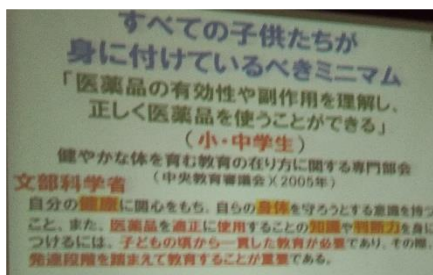 すべての子供たちが
身に付けているべきミニマム
「医薬品の有効性や副作用を理解し、
正しく医薬品を使うことができる」
(小・中学生)
健やかな体を育む教育の在り方に関する専門部会
(中央教育審議会X2005年)
文部科学省
自分の健康に関心をもち、自らの身体を守ろうとする意識を持つ
こと、また、医薬品を適正に使用することの知識や判断力を身に
つけるには、子どもの頃から一貫した教育が必要であり、その際、
発達段階を踏まえて教育することが重要である。